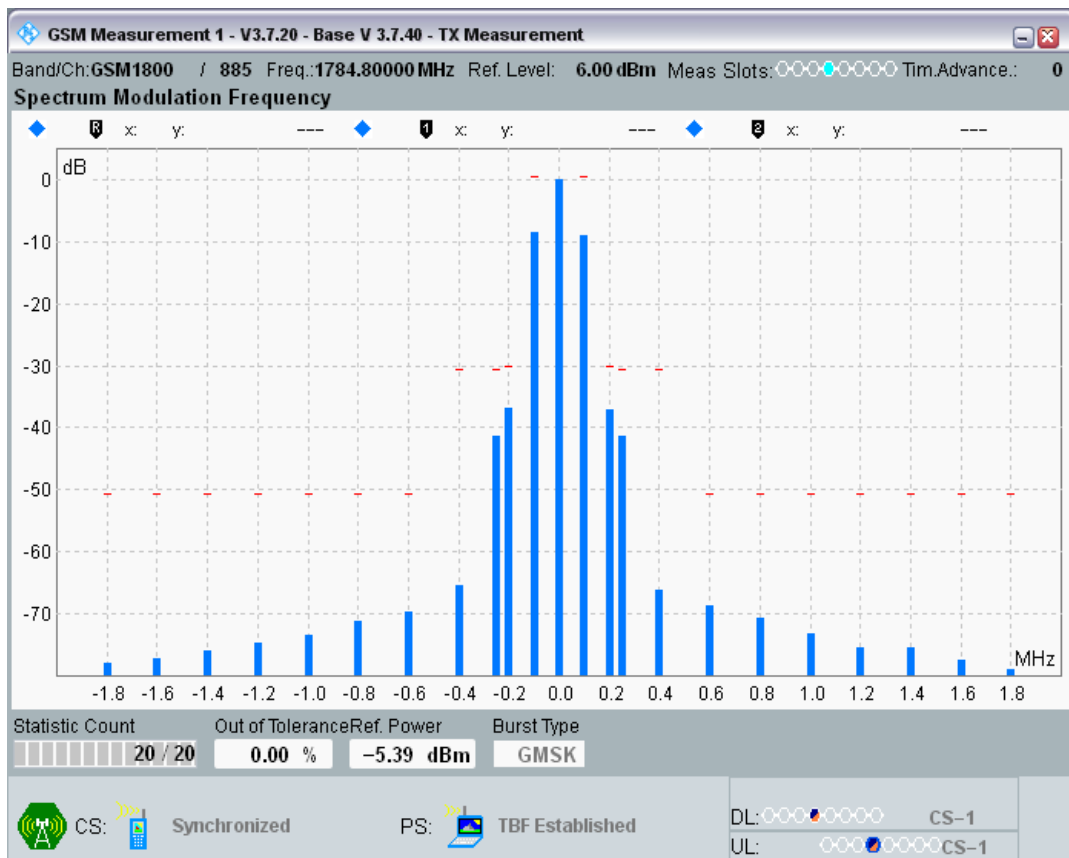 GSM Measurement 1 - V3.7.20 - Base V 3.7.40 - TX Measurement
Band/Ch:GSM1800 / 885 Freq.:1784.80000 MHz Ref. Level: 6.00 dBm Meas Slots: Tim.Advance.: 0
Spectrum Modulation Frequency
R x: y: --- 1 x: y: --- 2 x: y: ---
dB
0
-10
-20
-30
-40
-50
-60
-70
MHz
-1.8 -1.6 -1.4 -1.2 -1.0 -0.8 -0.6 -0.4 -0.2 0.0 0.2 0.4 0.6 0.8 1.0 1.2 1.4 1.6 1.8
Statistic Count Out of Tolerance Ref. Power Burst Type
20 / 20 0.00 % −5.39 dBm GMSK
CS: Synchronized PS: TBF Established DL: CS−1
UL: CS−1